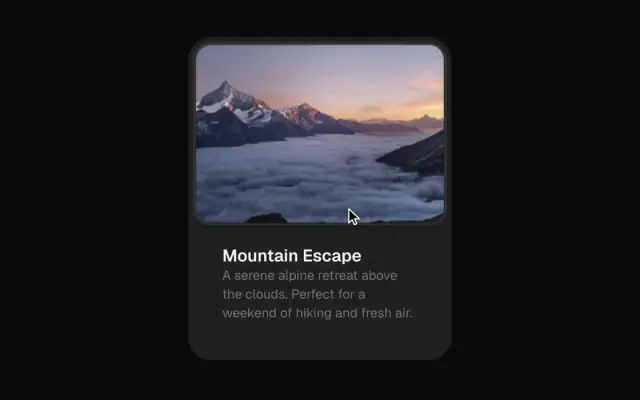 Mountain Escape
A serene alpine retreat above
the clouds. Perfect for a
weekend of hiking and fresh air.